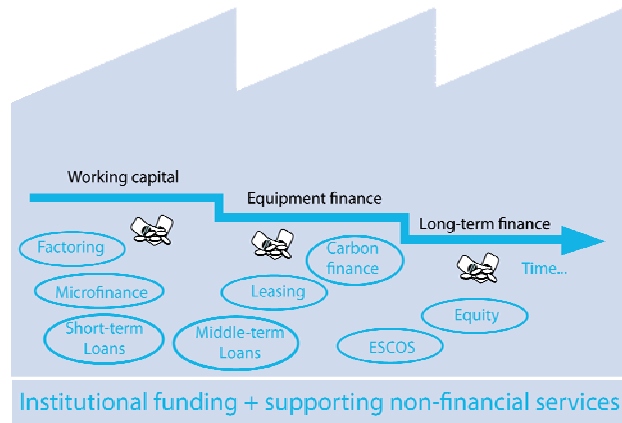 Working capital
Equipment finance
Long-term finance
Factoring
Carbon
finance
Time...
Microfinance
Leasing
Equity
Short-term
Loans
Middle-term
Loans
ESCOS
Institutional funding + supporting non-financial services